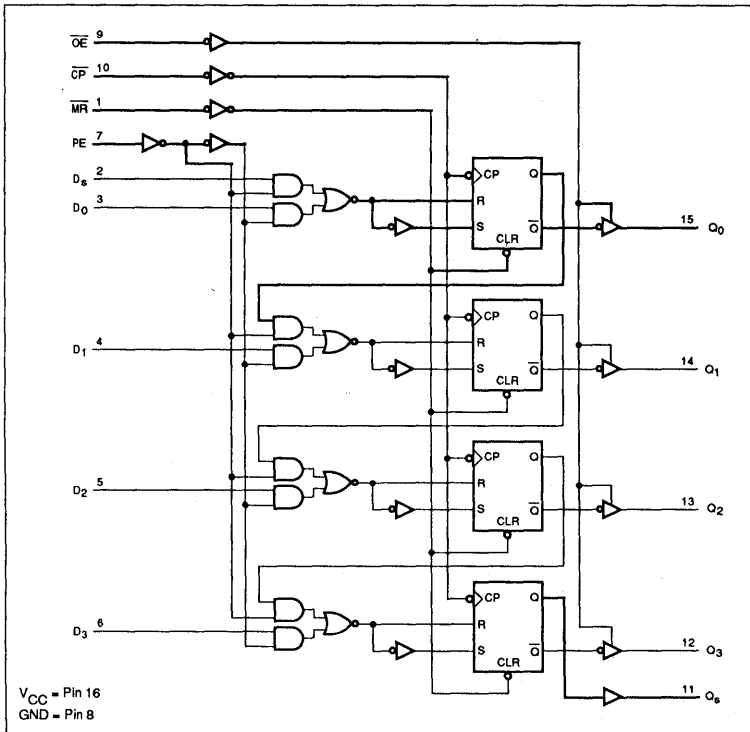 OE 9
CP 10
MR 1
PE 7
Ds 2
D0 3
CP Q
R
S Q
CLR
15 Q0
D1 4
CP Q
R
S Q
CLR
14 Q1
D2 5
CP Q
R
S Q
CLR
13 Q2
D3 6
CP Q
R
S Q
CLR
12 Q3
11 Qs
VCC = Pin 16
GND = Pin 8